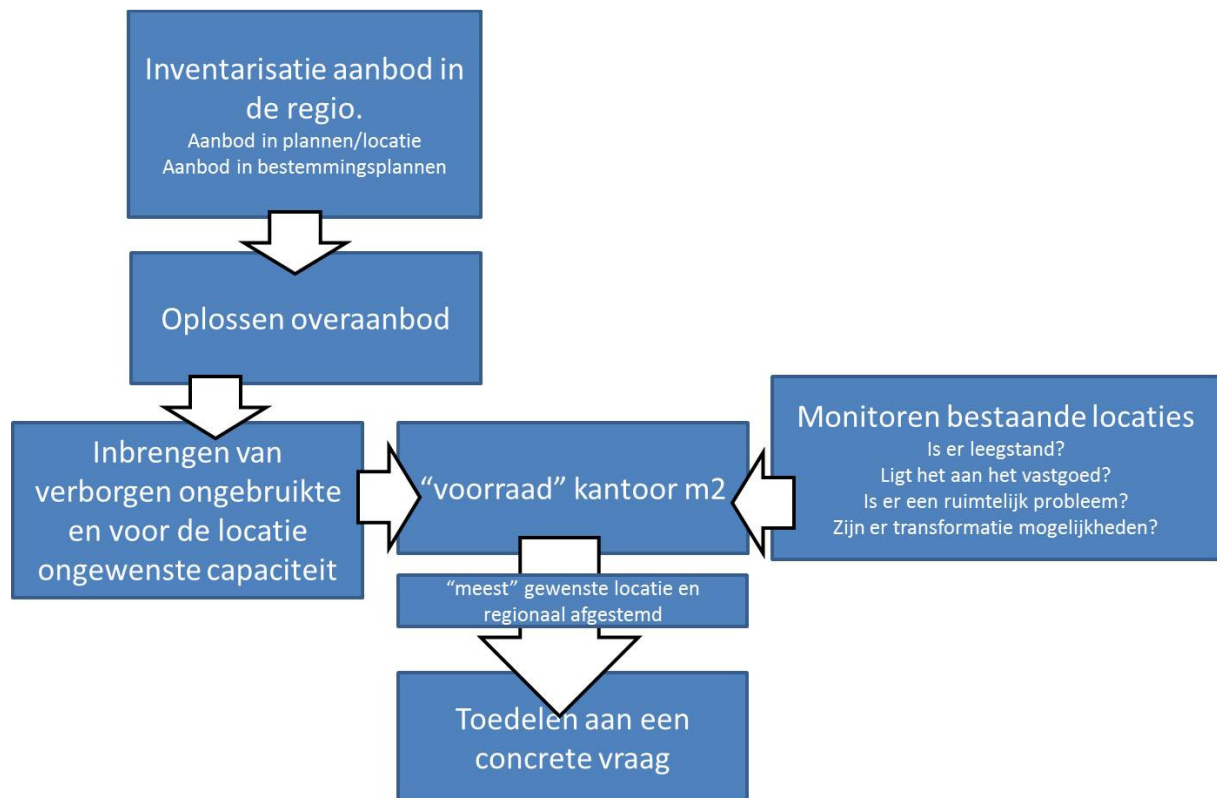 Inventarisatie aanbod in
de regio.
Aanbod in plannen/locatie
Aanbod in bestemmingsplannen
Oplossen overaanbod
Inbrengen van
verborgen ongebruikte
en voor de locatie
ongewenste capaciteit
“voorraad” kantoor m2
Monitoren bestaande locaties
Is er leegstand?
Ligt het aan het vastgoed?
Is er een ruimtelijk probleem?
Zijn er transformatie mogelijkheden?
“meest” gewenste locatie en
regionaal afgestemd
Toedelen aan een
concrete vraag